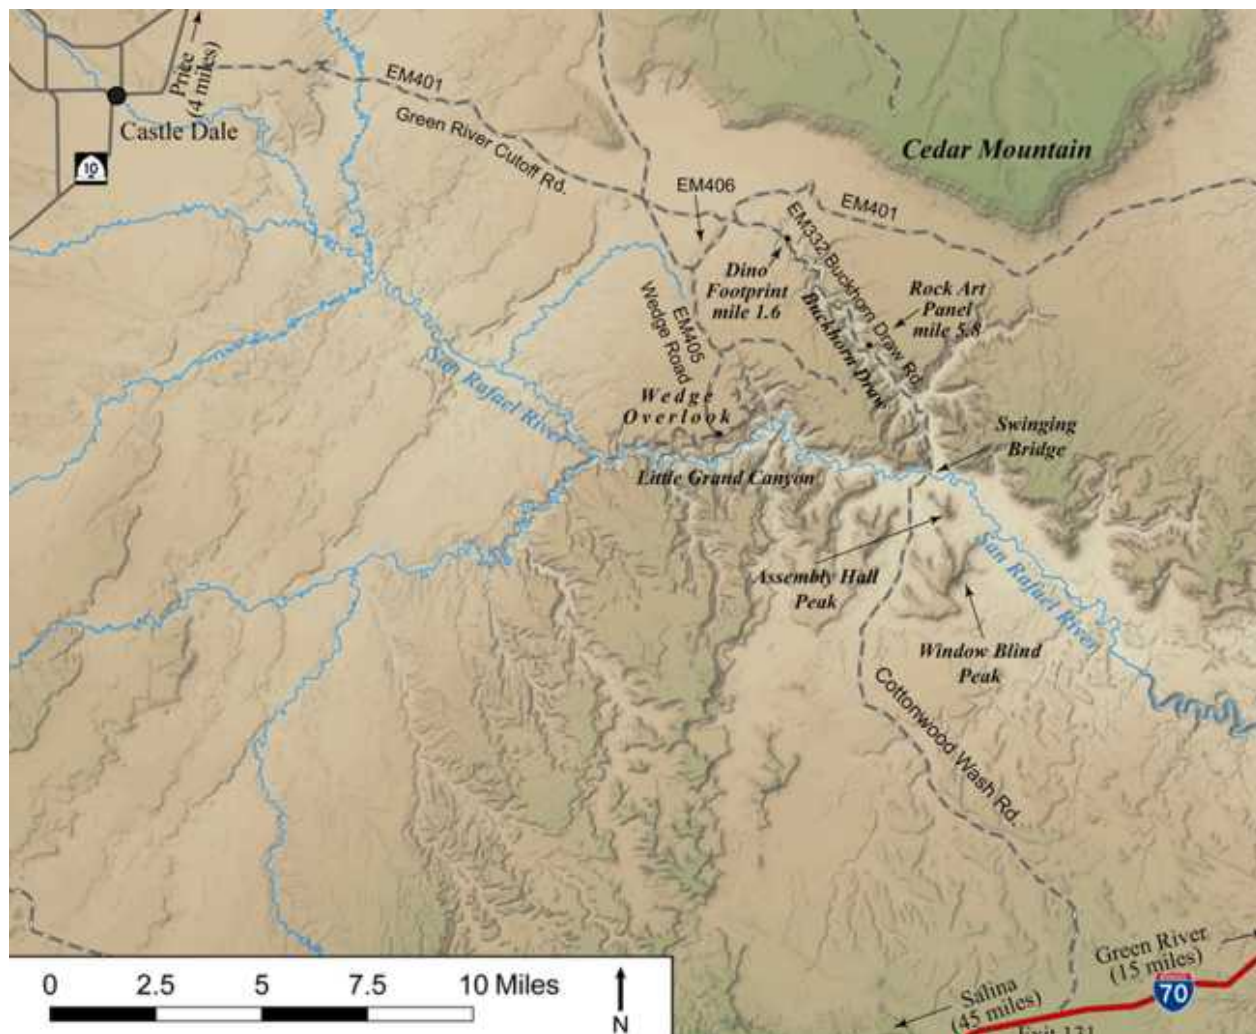 Price
(4 miles)
EM401
Castle Dale
Green River Cutoff Rd.
10
Cedar Mountain
EM406
EM401
EM332/Buckhorn Draw Rd.
Dino
Footprint
mile 1.6
Rock Art
Panel
mile 5.8
Buckhorn Draw
EM405
Wedge Road
San Rafael River
Wedge
Overlook
Swinging
Bridge
Little Grand Canyon
San Rafael River
Assembly Hall
Peak
Window Blind
Peak
Cottonwood Wash Rd.
Green River
(15 miles)
70
Salina
(45 miles)
Exit 131
0 2.5 5 7.5 10 Miles
N